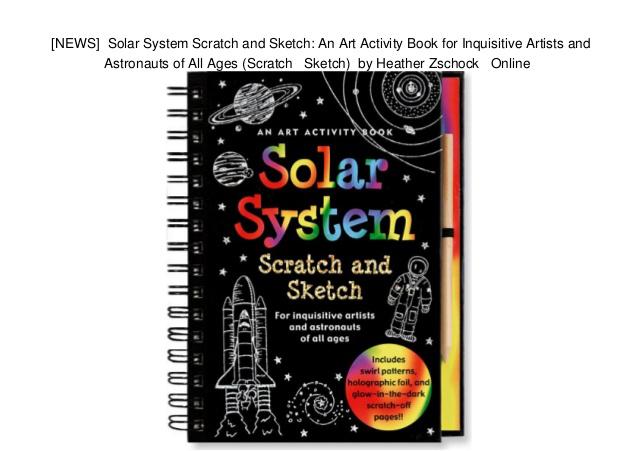 [NEWS] Solar System Scratch and Sketch: An Art Activity Book for Inquisitive Artists and
Astronauts of All Ages (Scratch Sketch) by Heather Zschock Online
AN ART ACTIVITY BOOK
Solar
System
Scratch and
Sketch
For inquisitive artists
and astronauts
of all ages
Includes
swirl patterns,
holographic foil, and
glow-in-the-dark
scratch-off
pages!!